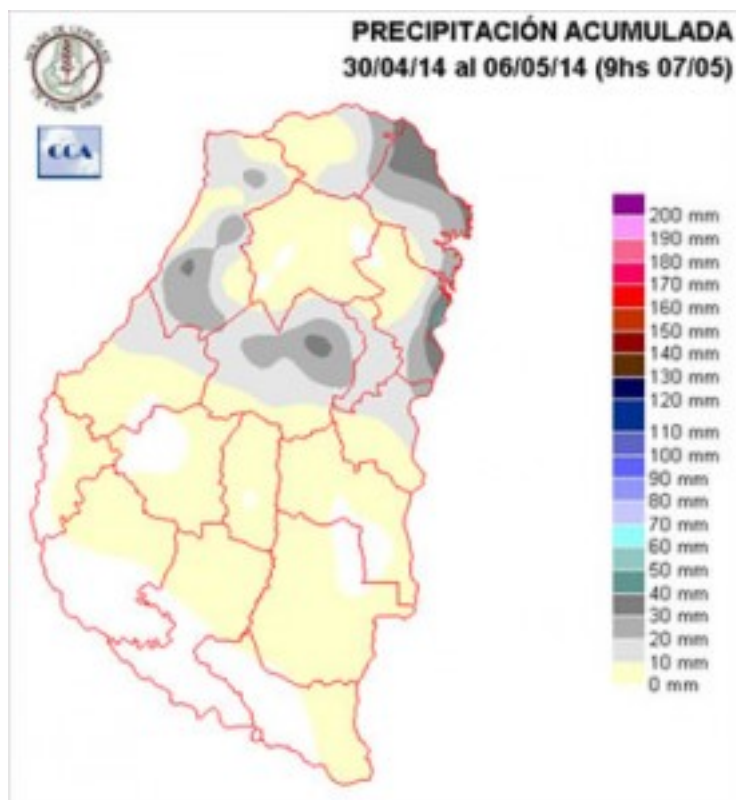 PRECIPITACIÓN ACUMULADA
30/04/14 al 06/05/14 (9hs 07/05)
CCA
200 mm
190 mm
180 mm
170 mm
160 mm
150 mm
140 mm
130 mm
120 mm
110 mm
100 mm
90 mm
80 mm
70 mm
60 mm
50 mm
40 mm
30 mm
20 mm
10 mm
0 mm